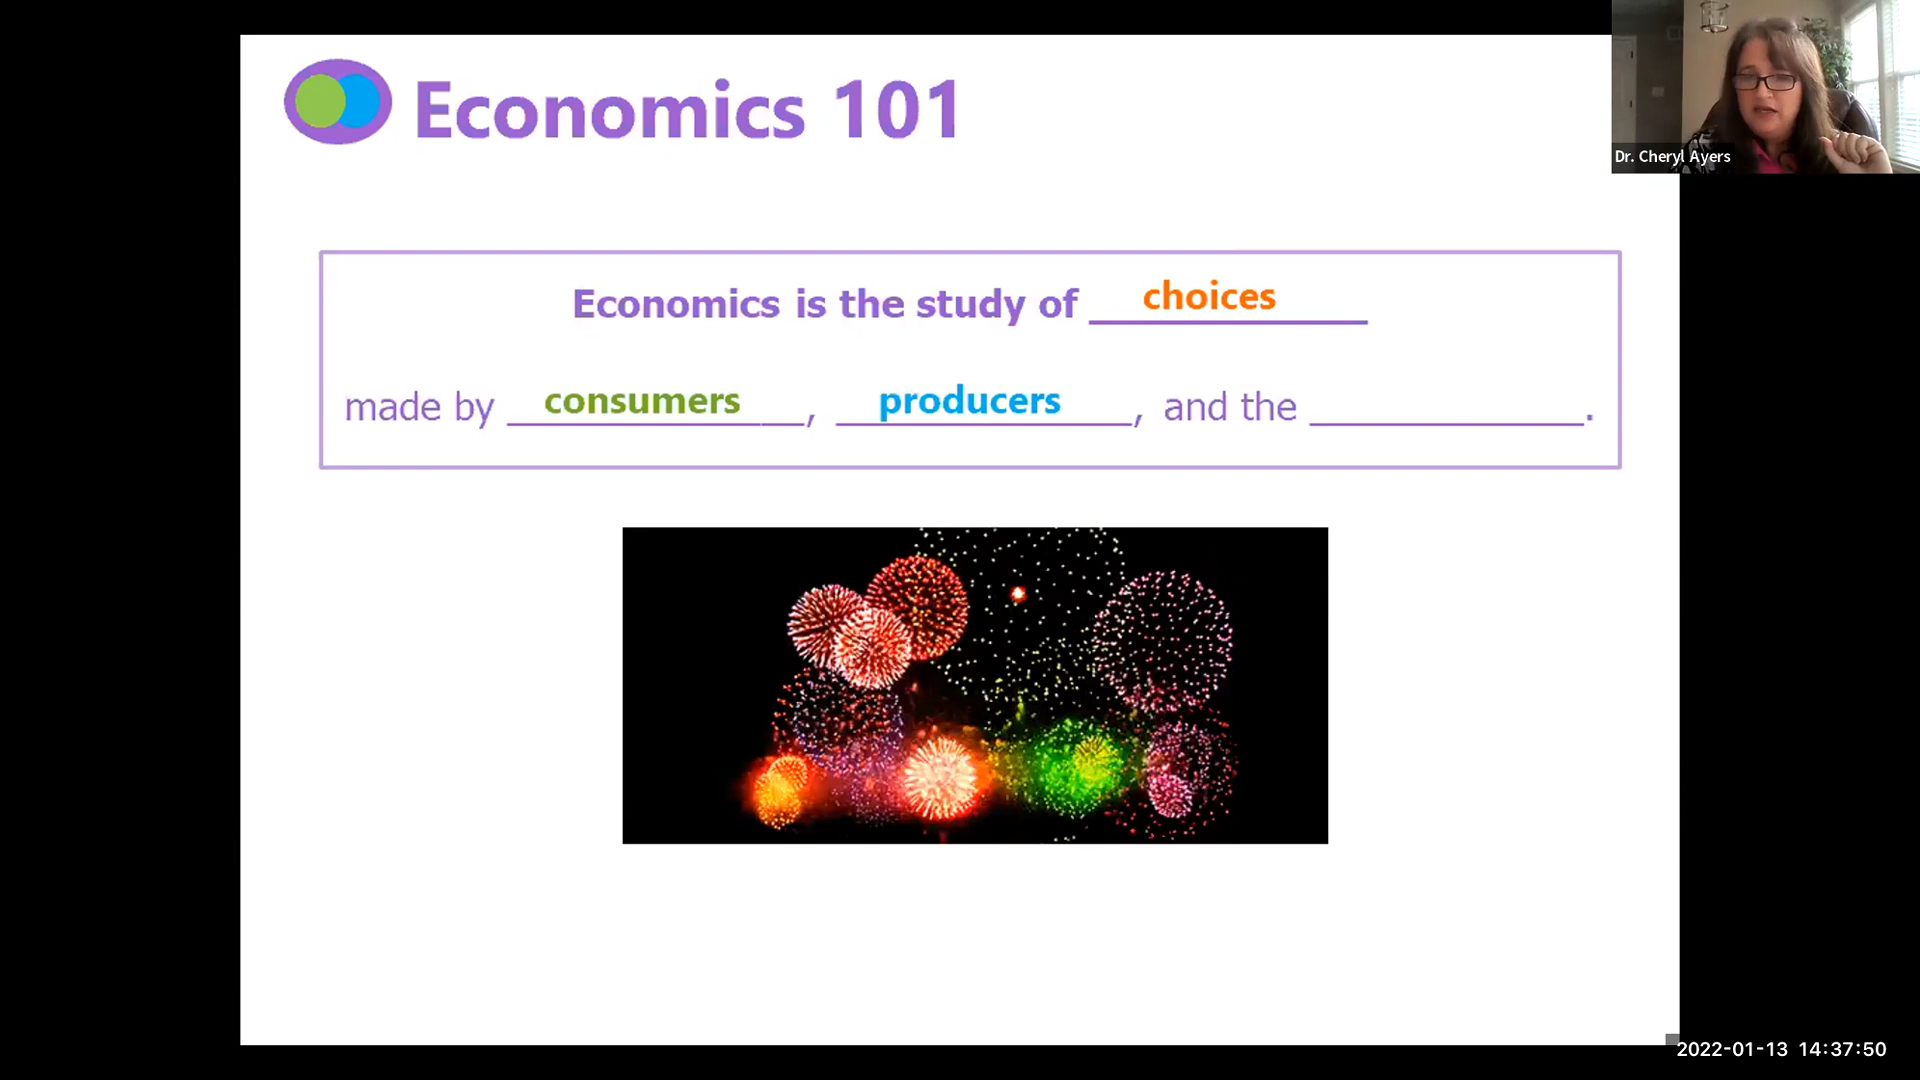 Economics 101
Dr. Cheryl Ayers
Economics is the study of choices
made by consumers, producers, and the ____________.
2022-01-13 14:37:50